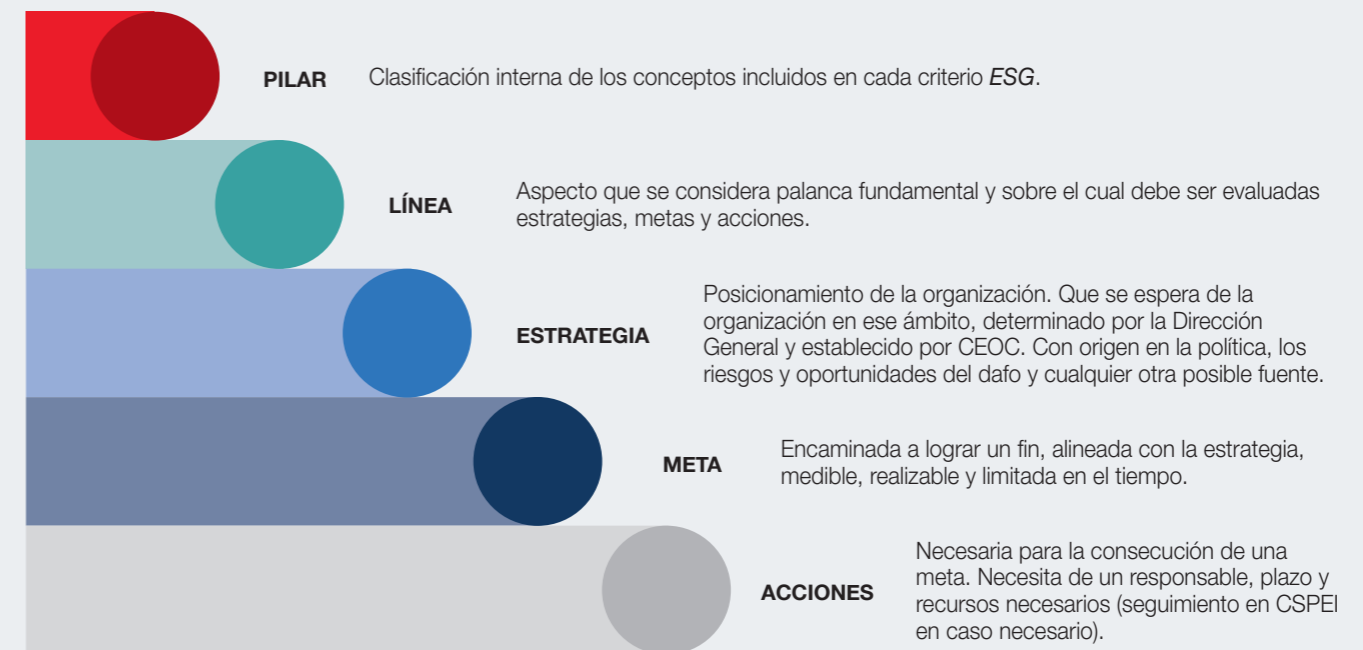 PILAR
Clasificación interna de los conceptos incluidos en cada criterio ESG.
LÍNEA
Aspecto que se considera palanca fundamental y sobre el cual debe ser evaluadas
estrategias, metas y acciones.
ESTRATEGIA
Posicionamiento de la organización. Que se espera de la
organización en ese ámbito, determinado por la Dirección
General y establecido por CEOC. Con origen en la política, los
riesgos y oportunidades del dafo y cualquier otra posible fuente.
META
Encaminada a lograr un fin, alineada con la estrategia,
medible, realizable y limitada en el tiempo.
ACCIONES
Necesaria para la consecución de una
meta. Necesita de un responsable, plazo y
recursos necesarios (seguimiento en CSPEI
en caso necesario).